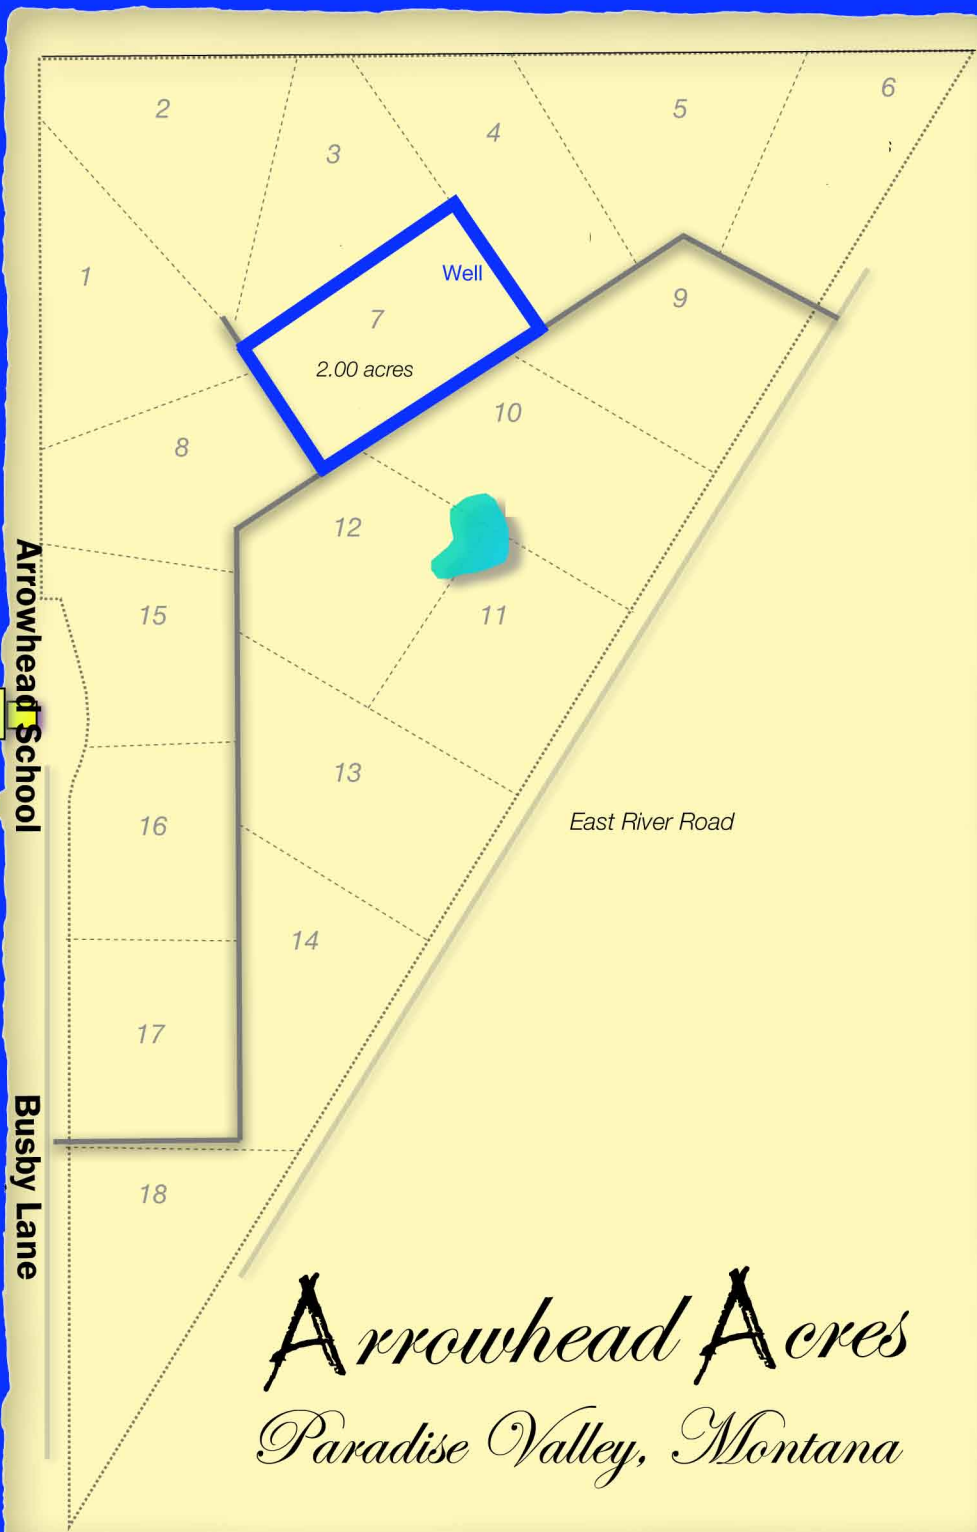 2
3
4
5
6
1
Well
7
2.00 acres
9
8
10
12
15
11
Arrowhead School
13
16
East River Road
14
17
Busby Lane
18
Arrowhead Acres
Paradise Valley, Montana